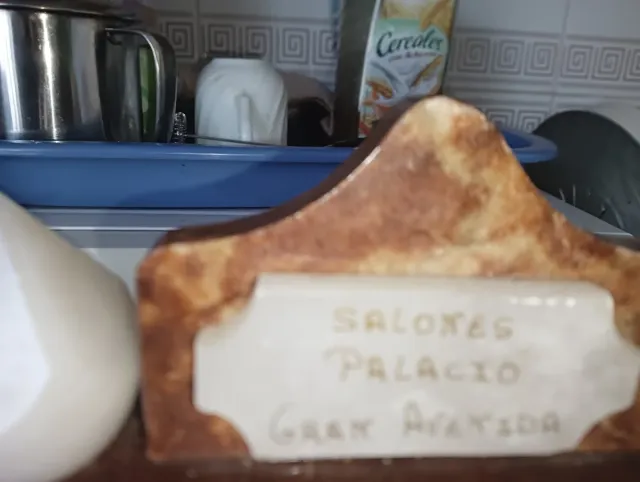 Cereales
SALONES
PALACIO
GRAN AVENIDA